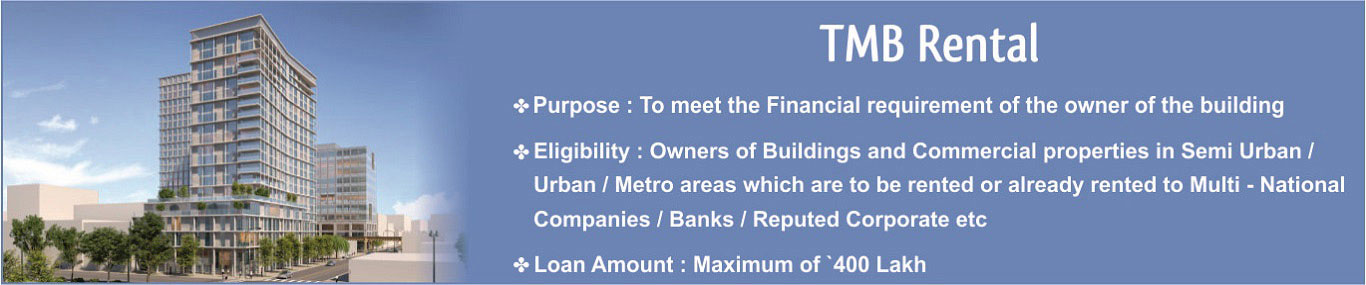 TMB Rental
✤ Purpose : To meet the Financial requirement of the owner of the building
✤ Eligibility : Owners of Buildings and Commercial properties in Semi Urban /
Urban / Metro areas which are to be rented or already rented to Multi - National
Companies / Banks / Reputed Corporate etc
✤ Loan Amount : Maximum of `400 Lakh